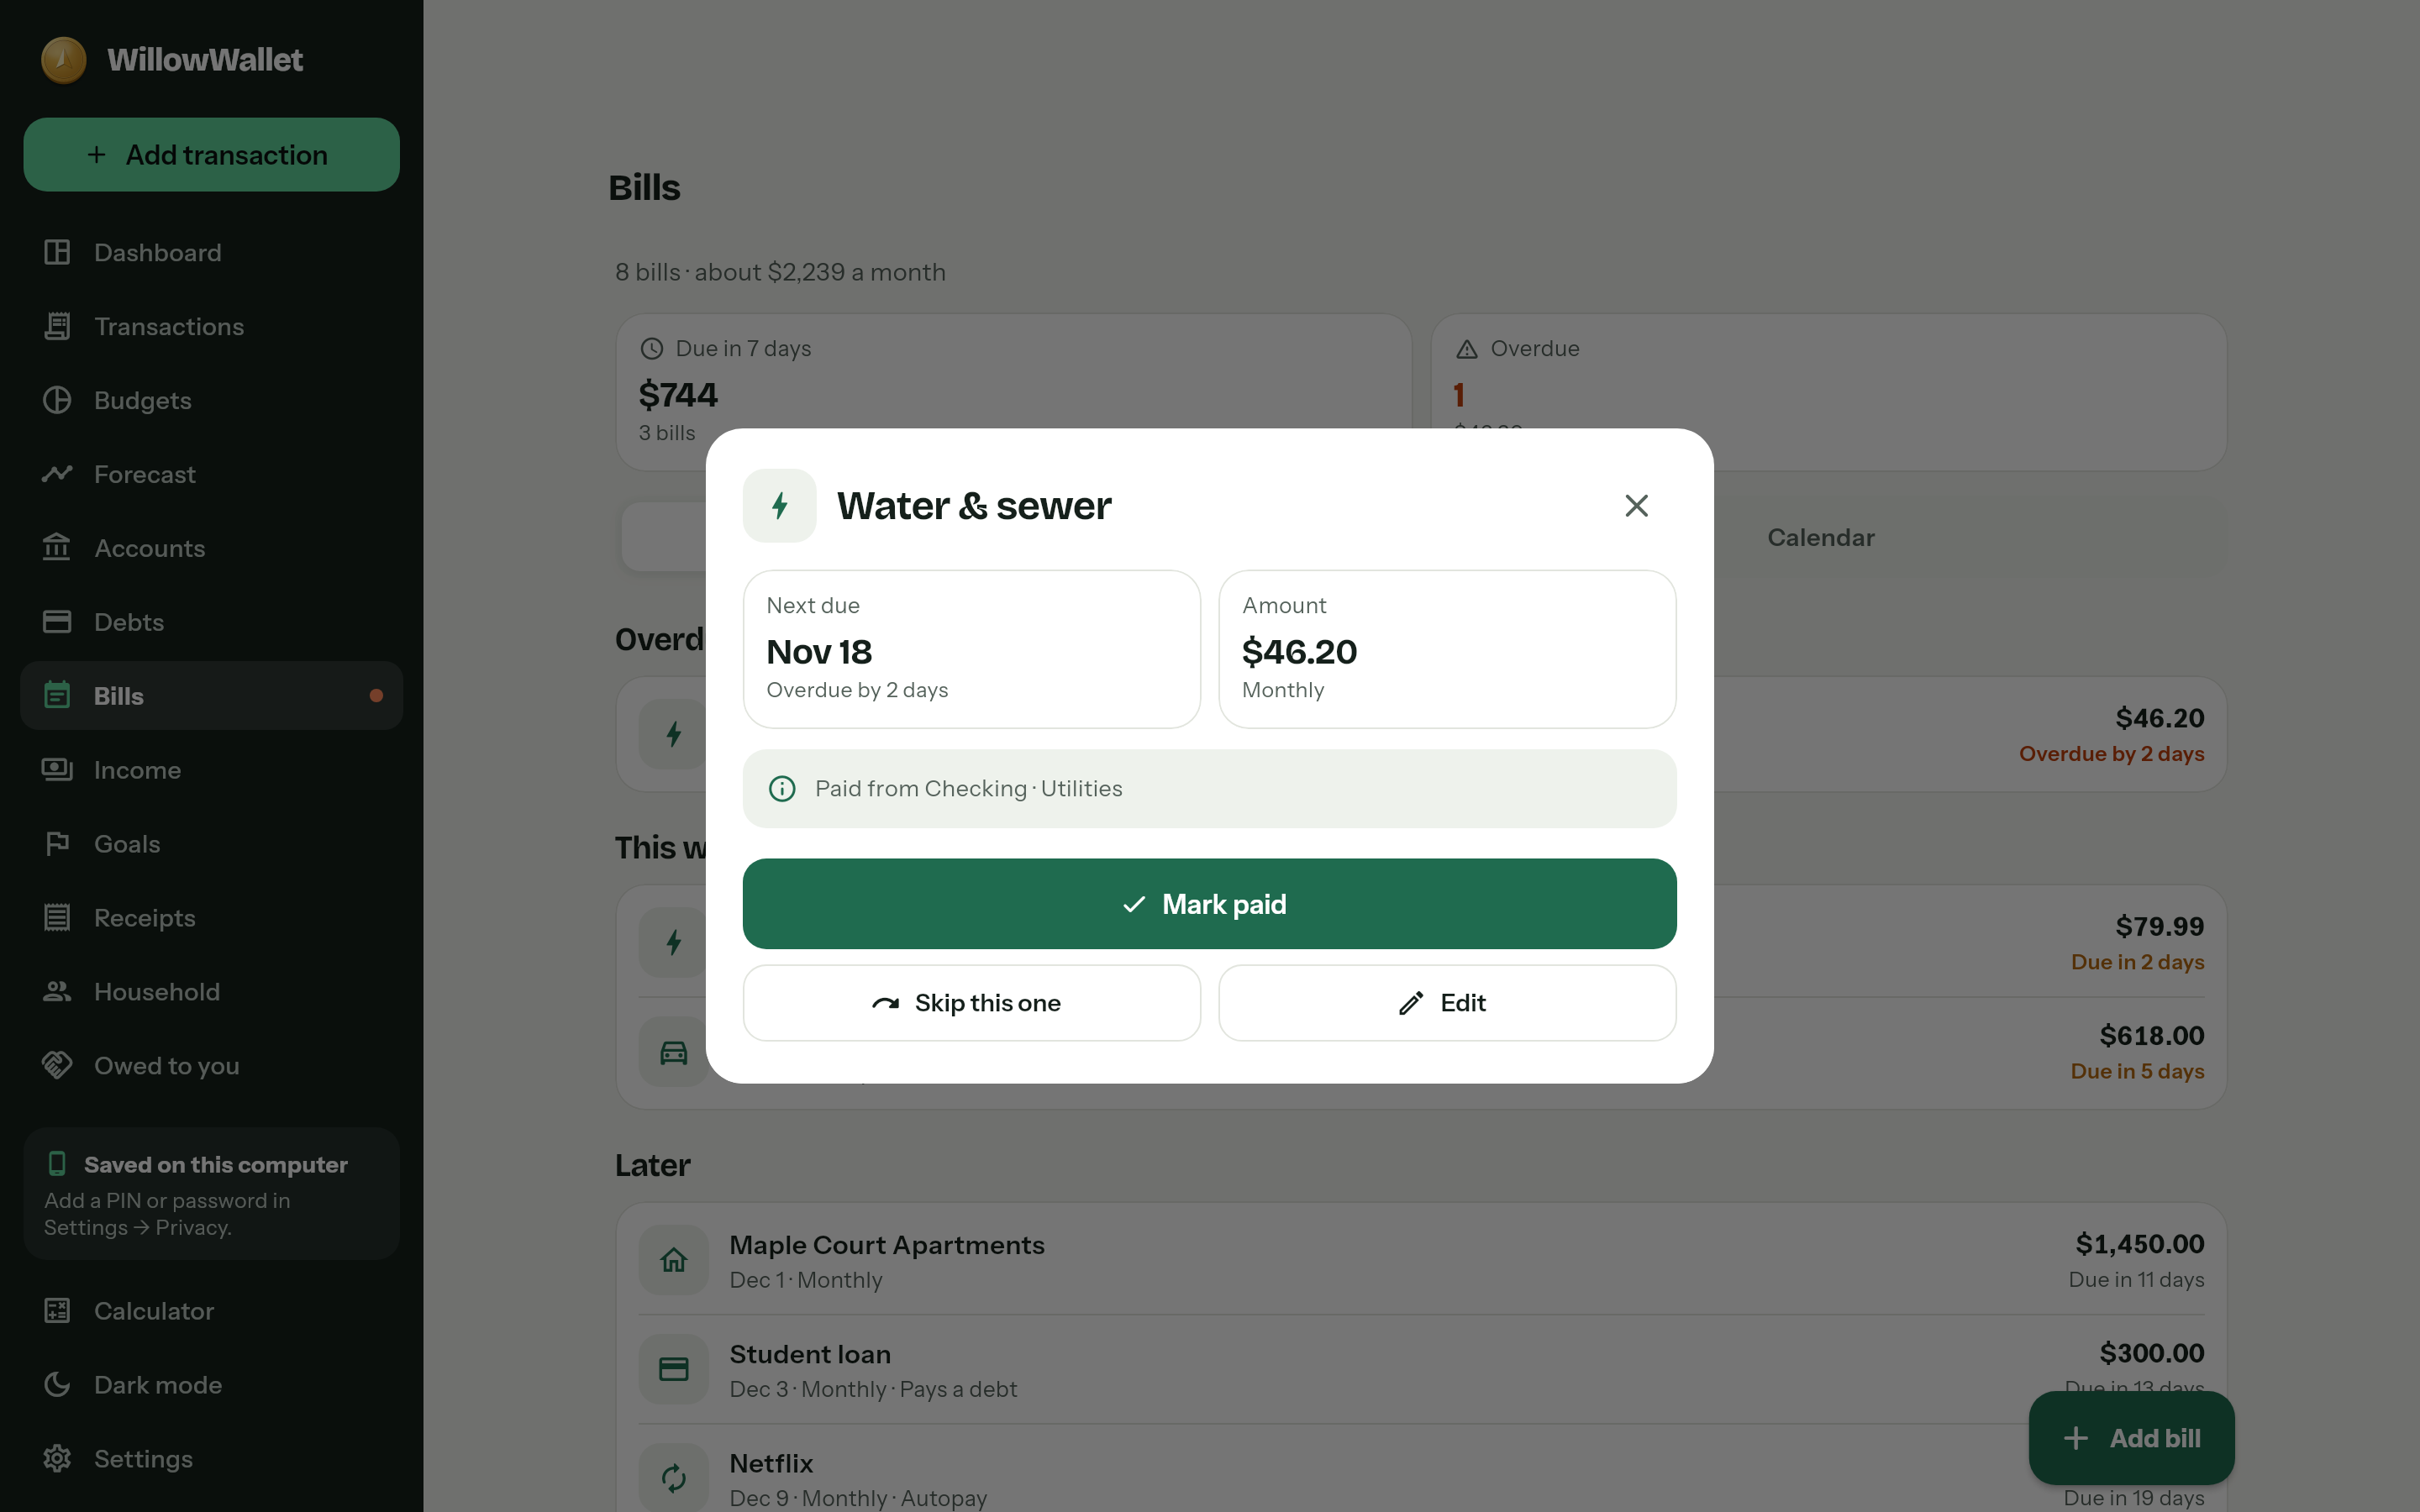 WillowWallet
Add transaction
Dashboard
Transactions
Budgets
Forecast
Accounts
Debts
Bills
Income
Goals
Receipts
Household
Owed to you
Saved on this computer
Add a PIN or password in
Settings → Privacy.
Calculator
Dark mode
Settings
Bills
8 bills · about $2,239 a month
Due in 7 days
$744
3 bills
Overdue
1
Calendar
Overd
$46.20
Overdue by 2 days
This w
$79.99
Due in 2 days
$618.00
Due in 5 days
Water & sewer
Next due
Nov 18
Overdue by 2 days
Amount
$46.20
Monthly
Paid from Checking · Utilities
Mark paid
Skip this one
Edit
Later
Maple Court Apartments
Dec 1 · Monthly
$1,450.00
Due in 11 days
Student loan
Dec 3 · Monthly · Pays a debt
$300.00
Due in 13 days
Netflix
Dec 9 · Monthly · Autopay
Due in 19 days
Add bill